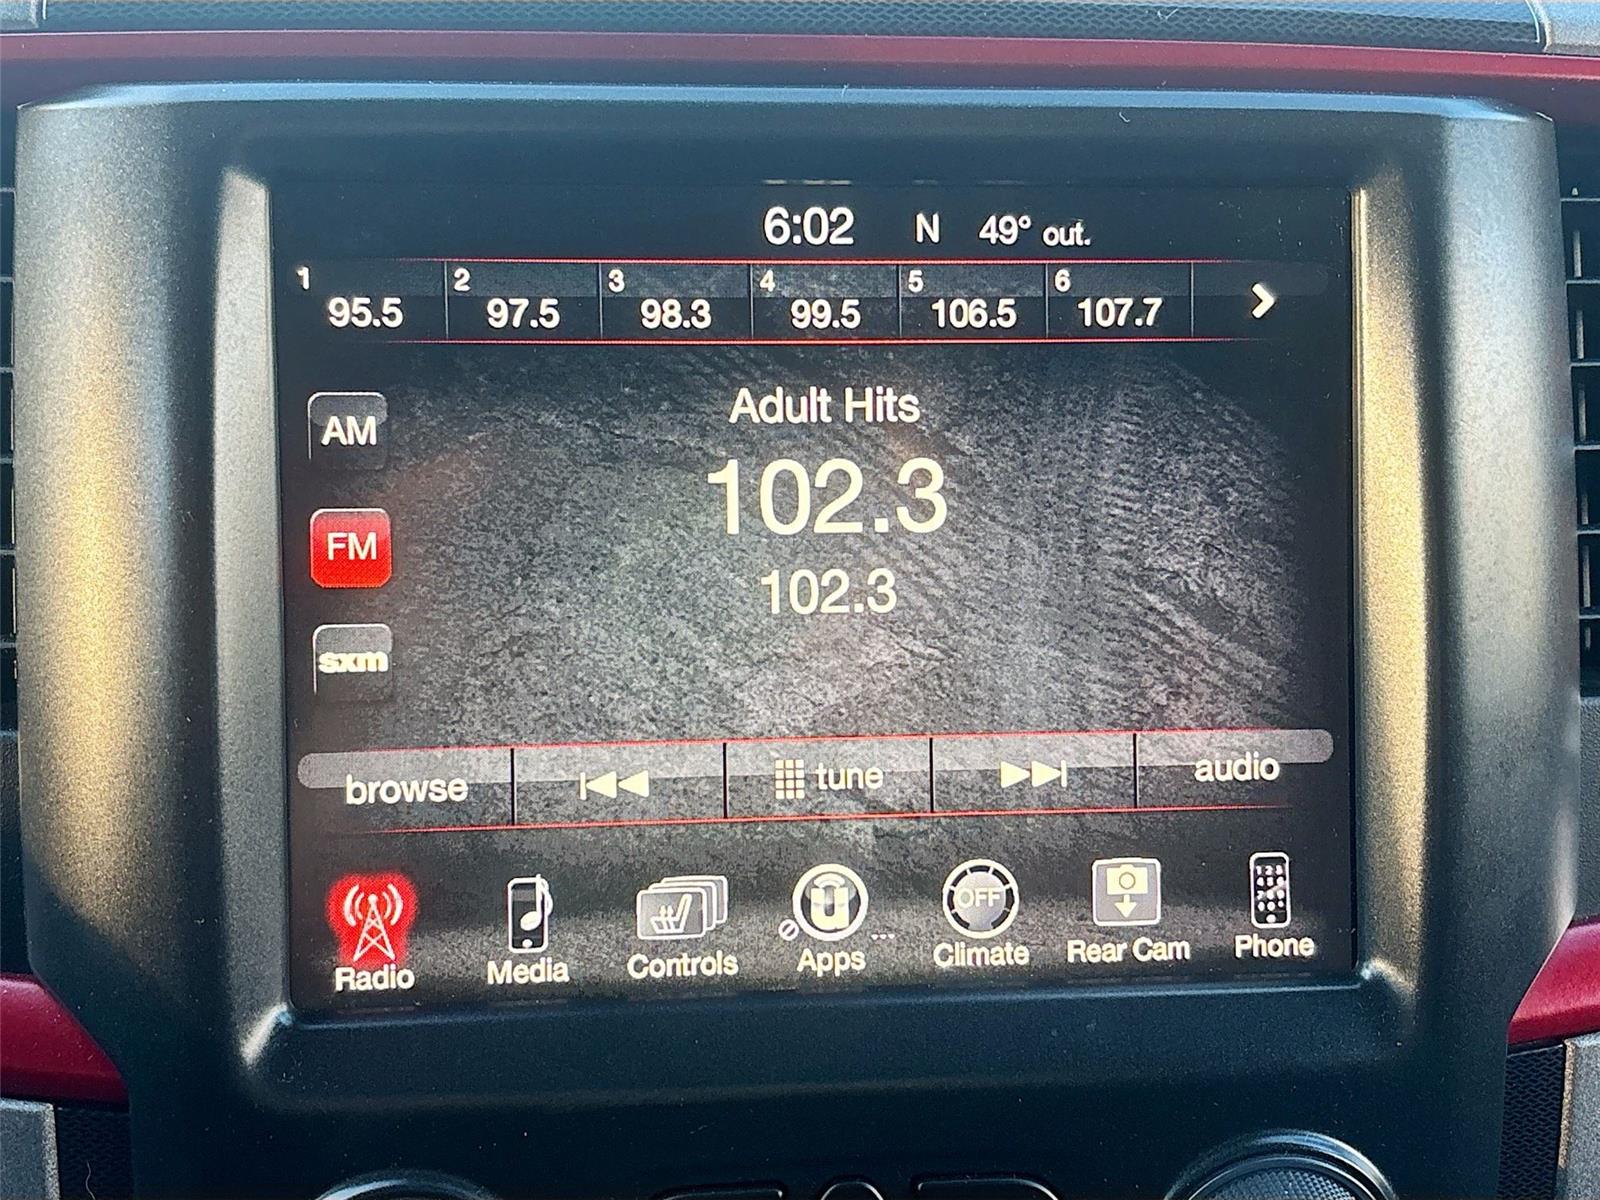 6:02 N 49° out.
1 2 3 4 5 6
95.5 97.5 98.3 99.5 106.5 107.7
AM
Adult Hits
102.3
FM
102.3
sxm
browse tune audio
OFF
Radio Media Controls Apps ... Climate Rear Cam Phone